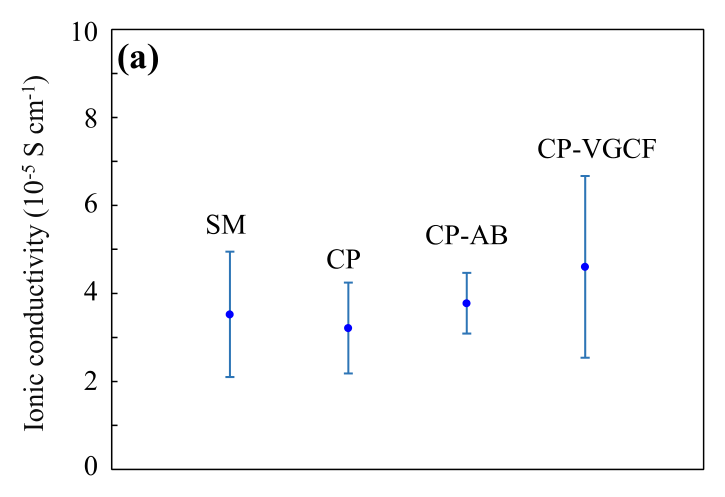 10
(a)
8
CP-VGCF
6
SM
CP-AB
CP
4
2
0
Ionic conductivity (10⁻⁵ S cm⁻¹)